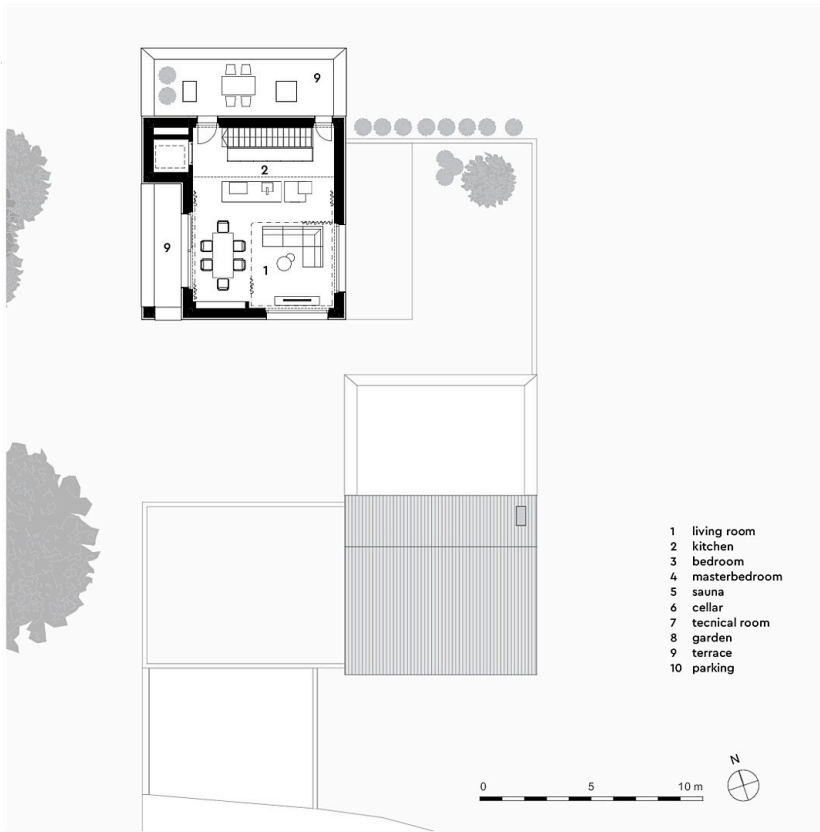 9
2
9
1
1 living room
2 kitchen
3 bedroom
4 masterbedroom
5 sauna
6 cellar
7 tecnical room
8 garden
9 terrace
10 parking
0 5 10 m
N